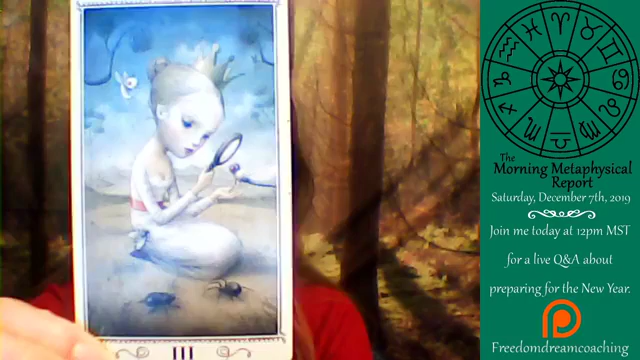 III
The
Morning Metaphysical
Report
Saturday, December 7th, 2019
Join me today at 12pm MST
for a live Q&A about
preparing for the New Year.
Freedomdreamcoaching